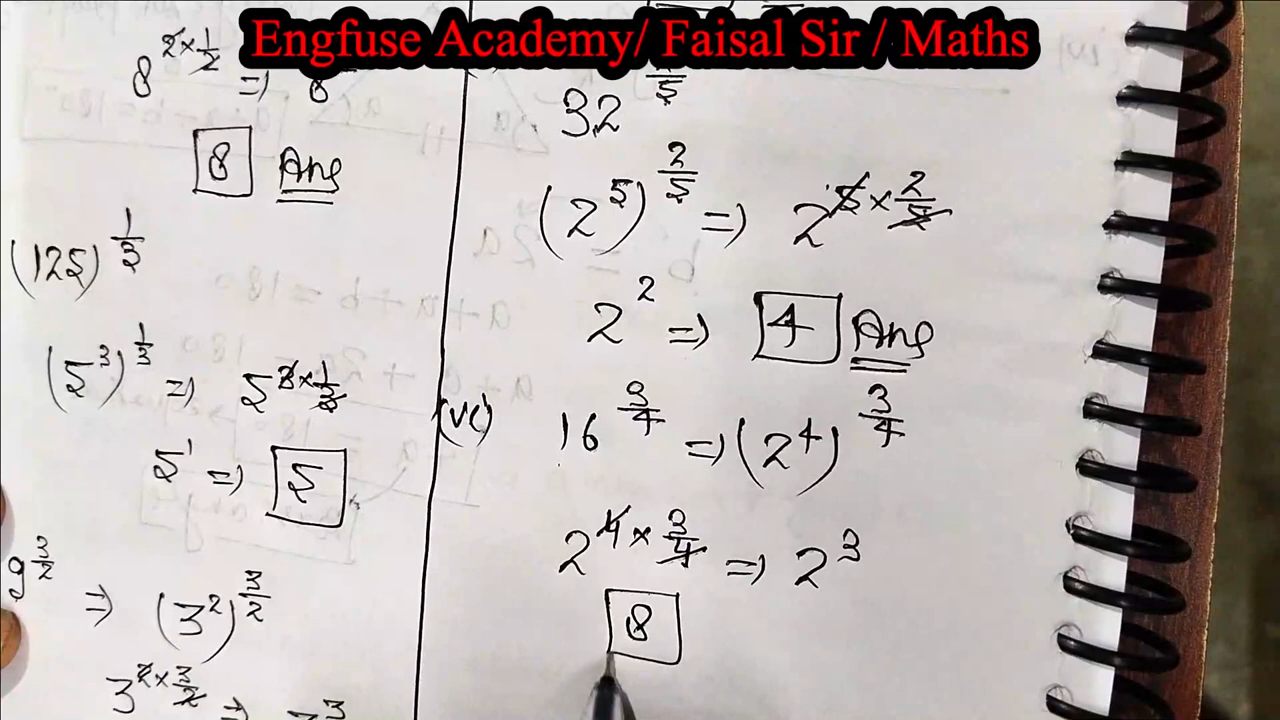 Engfuse Academy/ Faisal Sir / Maths
8^{2×1/2} => 8
8 Ans
(125)^{1/3}
(5^3)^{1/3} => 5^{3×1/3}
5^1 => 5
9^{3/2} => (3^2)^{3/2}
3^{2×3/2} => 3^3
32^{2/5}
(2^5)^{2/5} => 2^{5×2/5}
2^2 => 4 Ans
(vi) 16^{3/4} => (2^4)^{3/4}
2^{4×3/4} => 2^3
8